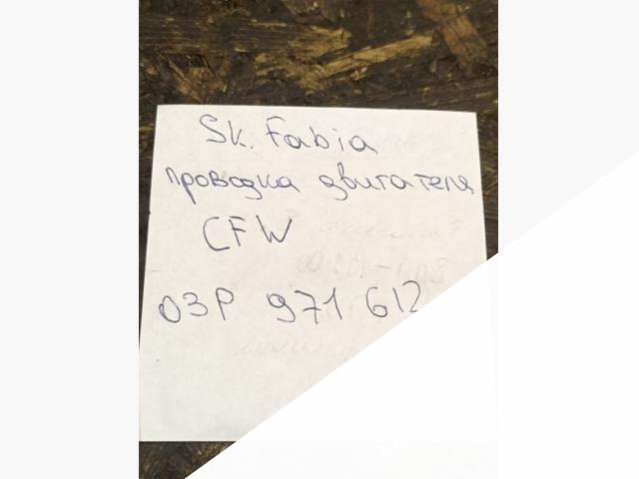 Sk. Fabia
проводка двигателя
CFW
03P 971 612